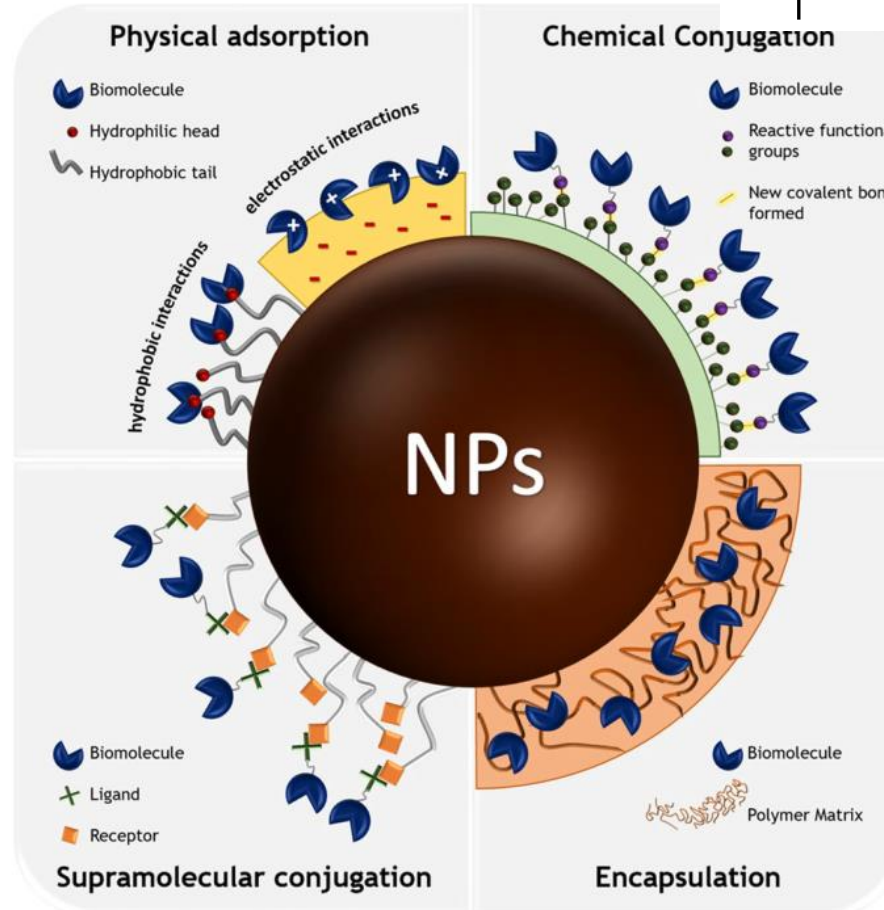 Physical adsorption
Biomolecule
Hydrophilic head
Hydrophobic tail
electrostatic interactions
hydrophobic interactions
Chemical Conjugation
Biomolecule
Reactive function
groups
New covalent bon
formed
NPs
Biomolecule
Ligand
Receptor
Supramolecular conjugation
Biomolecule
Polymer Matrix
Encapsulation